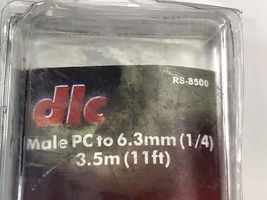 RS-8500
dlc
Male PC to 6.3mm (1/4)
3.5m (11ft)